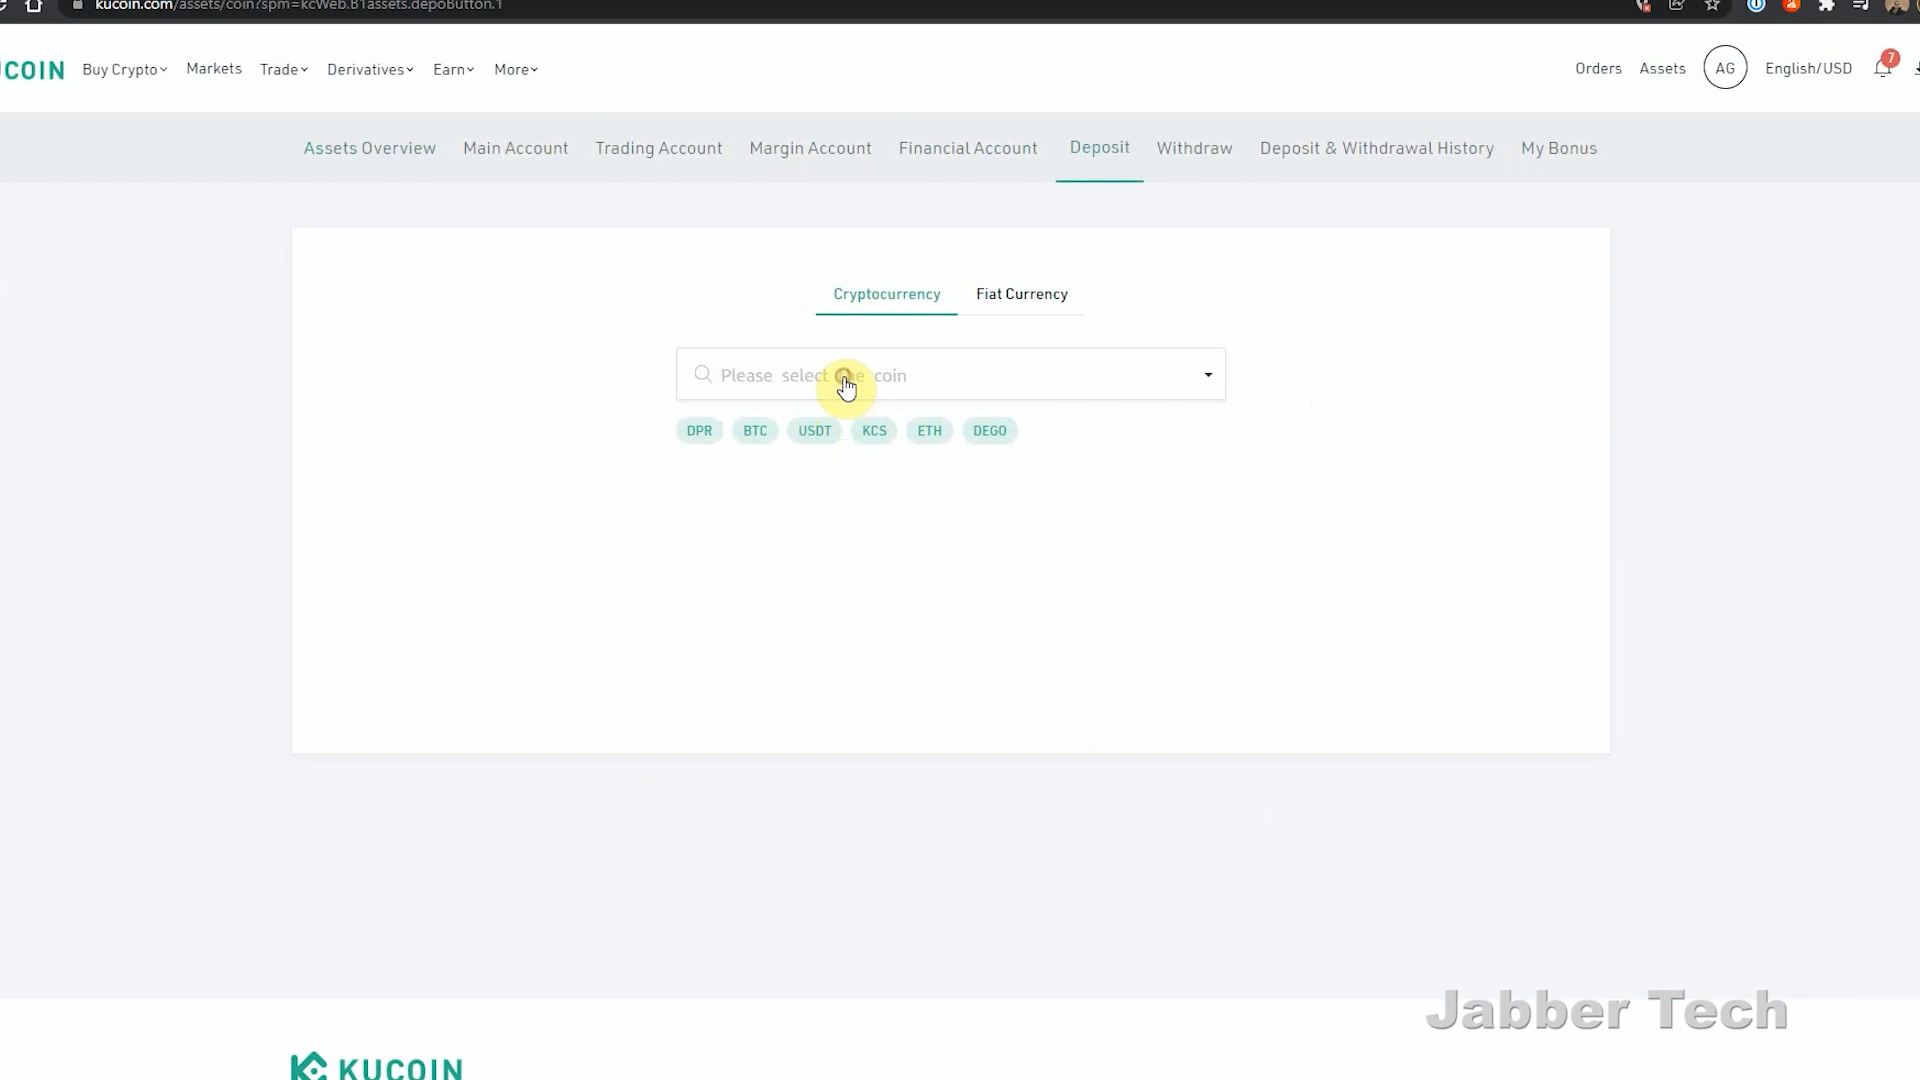 kucoin.com/assets/coin?spm=kcWeb.B1assets.depoButton.1
COIN
Buy Crypto Markets Trade Derivatives Earn More
Orders Assets AG English/USD 7
Assets Overview Main Account Trading Account Margin Account Financial Account Deposit Withdraw Deposit & Withdrawal History My Bonus
Cryptocurrency Fiat Currency
Please select the coin
DPR BTC USDT KCS ETH DEGO
Jabber Tech
KUCOIN